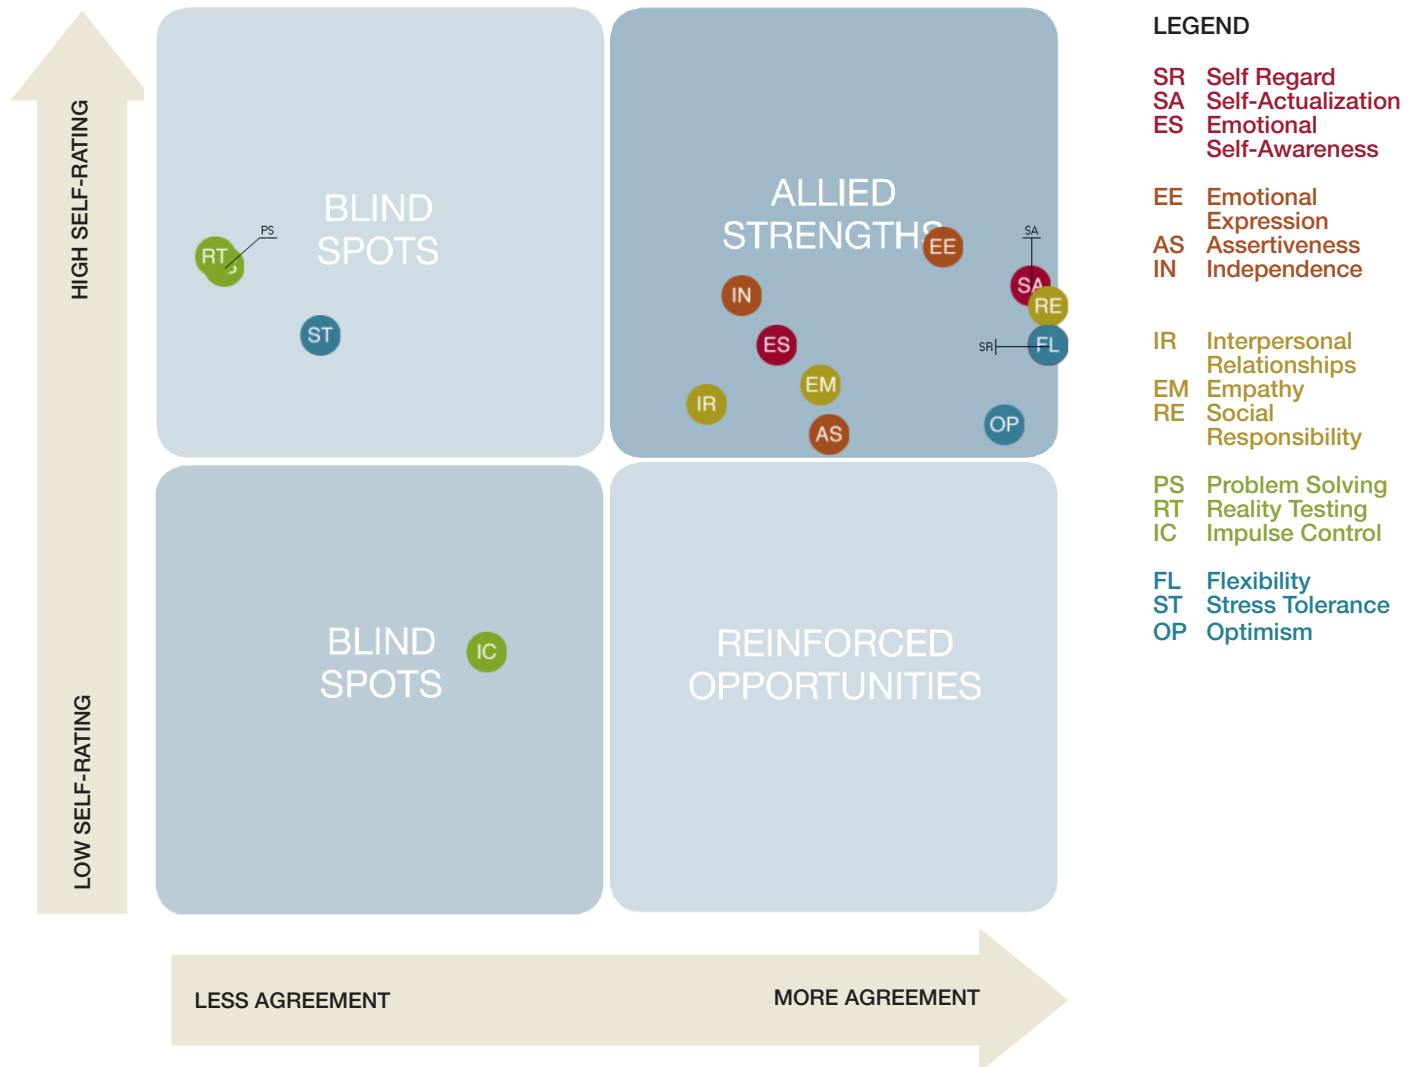 HIGH SELF-RATING
LOW SELF-RATING
BLIND
SPOTS
PS
RT
ST
ALLIED
STRENGTHS
EE
SA
SA
IN
RE
ES
SR
FL
EM
IR
OP
AS
BLIND
SPOTS
IC
REINFORCED
OPPORTUNITIES
LESS AGREEMENT
MORE AGREEMENT
LEGEND
SR Self Regard
SA Self-Actualization
ES Emotional
Self-Awareness
EE Emotional
Expression
AS Assertiveness
IN Independence
IR Interpersonal
Relationships
EM Empathy
RE Social
Responsibility
PS Problem Solving
RT Reality Testing
IC Impulse Control
FL Flexibility
ST Stress Tolerance
OP Optimism